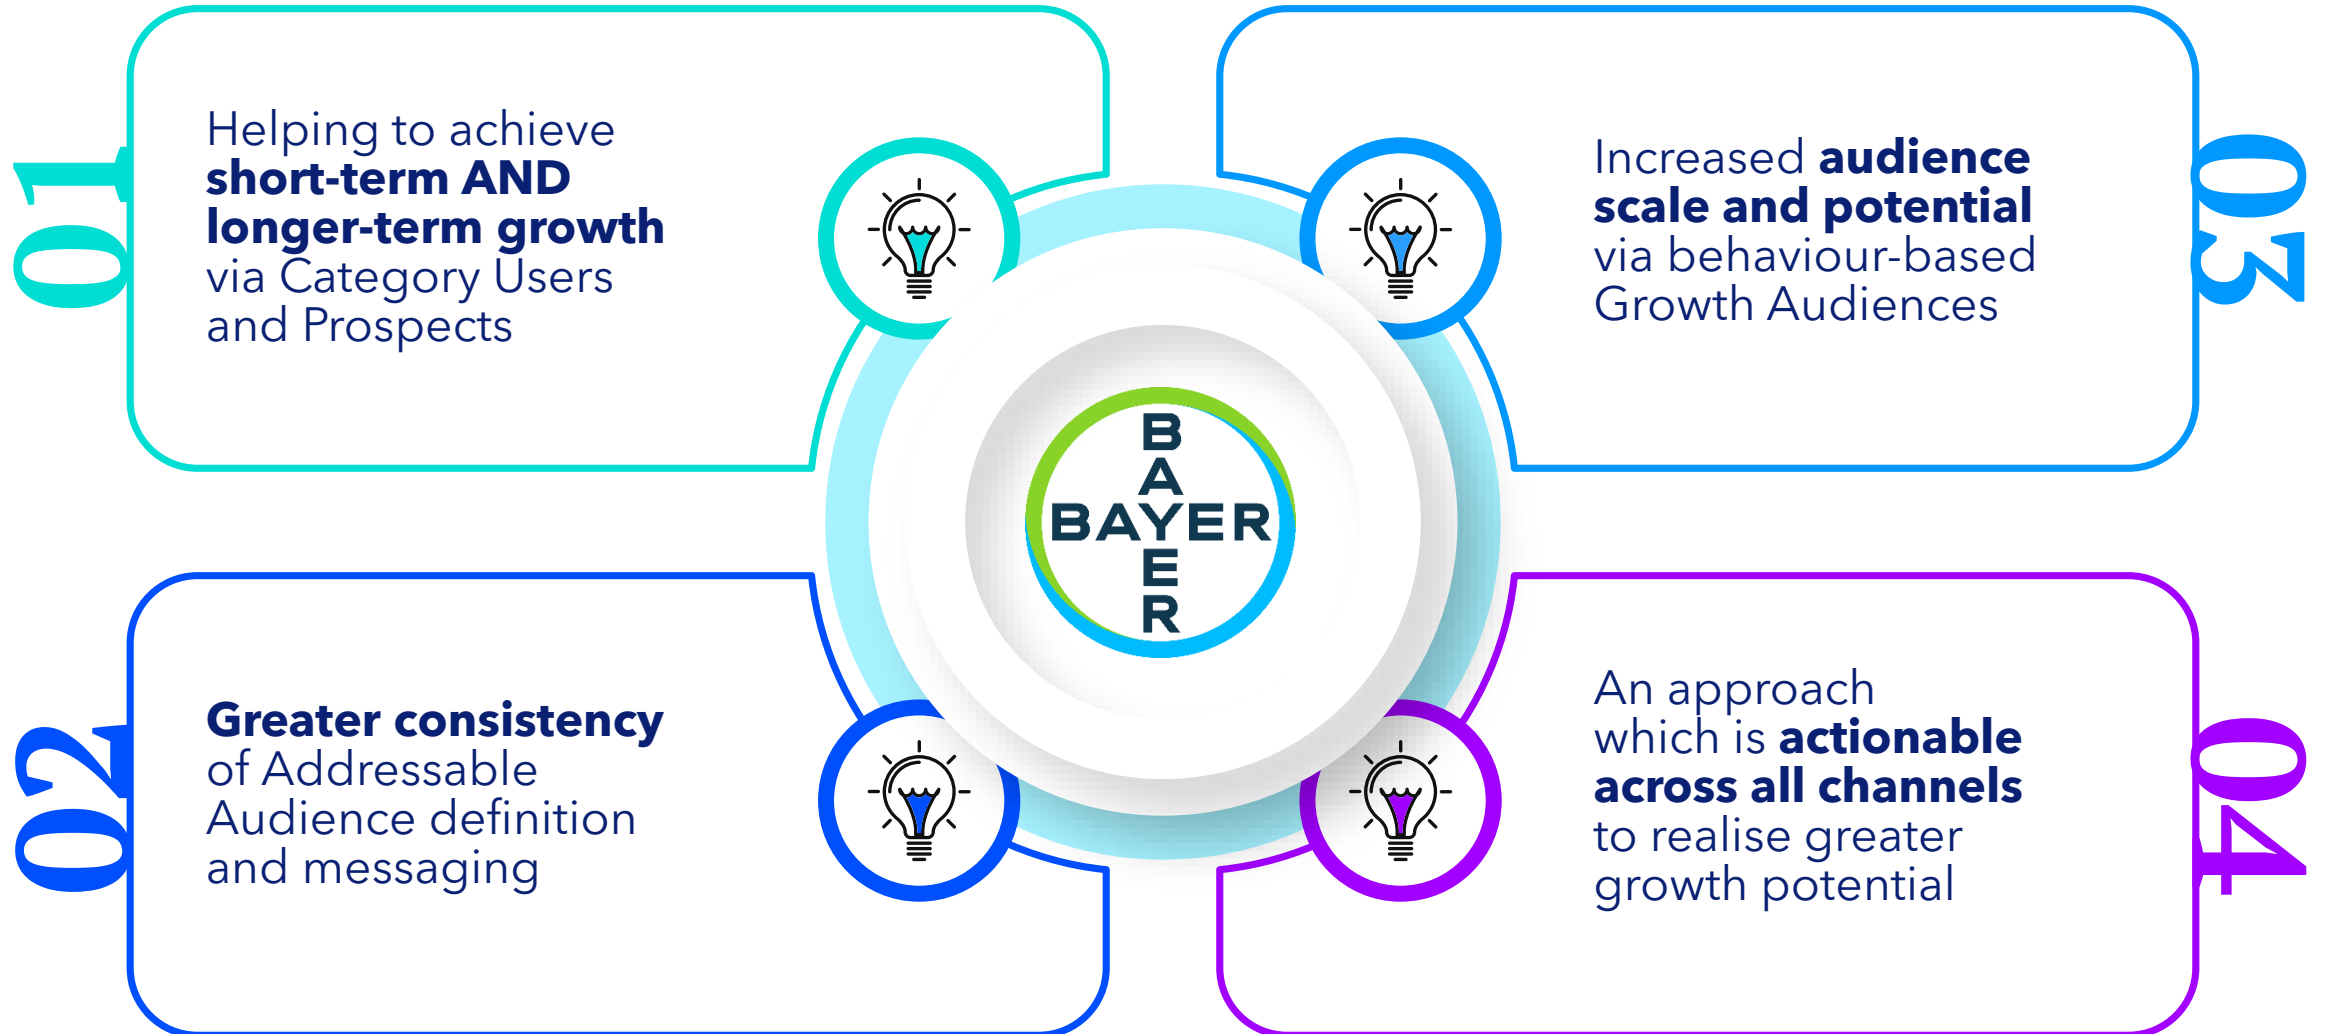 01
Helping to achieve
short-term AND
longer-term growth
via Category Users
and Prospects
02
Greater consistency
of Addressable
Audience definition
and messaging
BAYER
BAYER
03
Increased audience
scale and potential
via behaviour-based
Growth Audiences
04
An approach
which is actionable
across all channels
to realise greater
growth potential